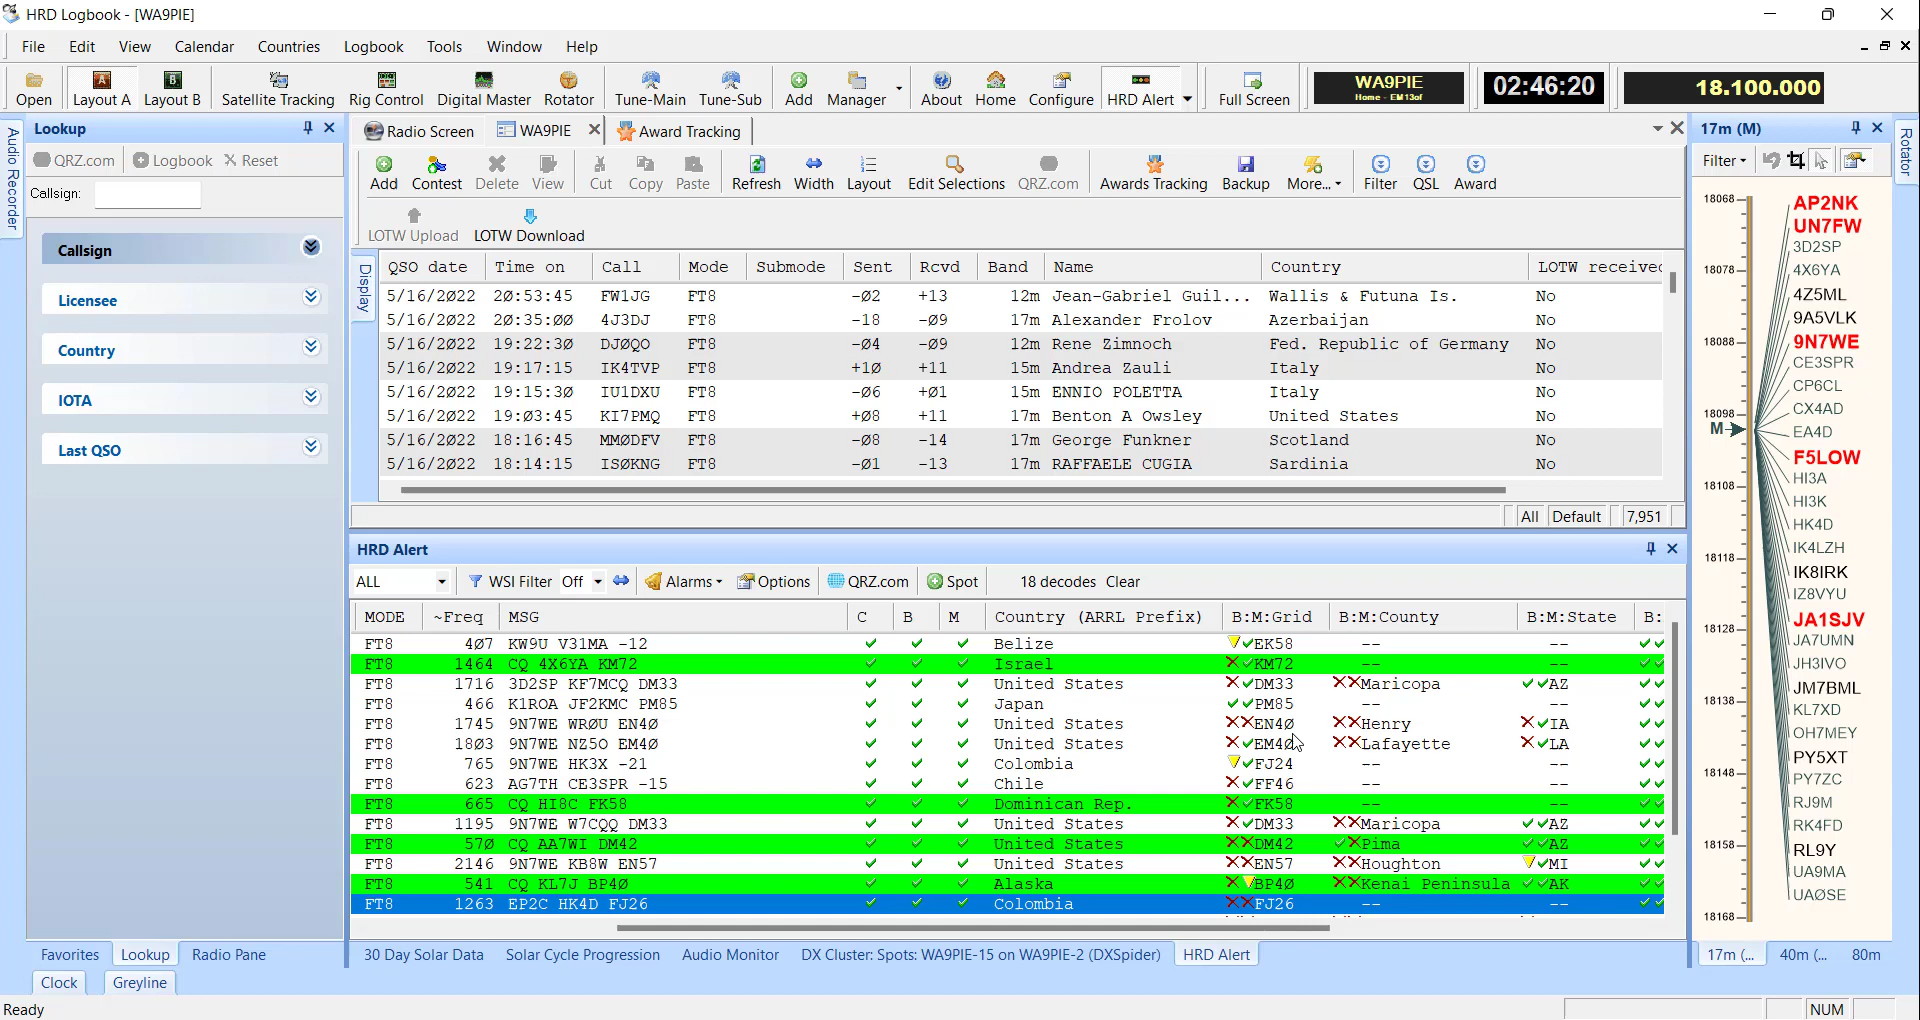 HRD Logbook - [WA9PIE]
File Edit View Calendar Countries Logbook Tools Window Help
Open Layout A Layout B Satellite Tracking Rig Control Digital Master Rotator Tune-Main Tune-Sub Add Manager About Home Configure HRD Alert Full Screen WA9PIE Home - EM13of 02:46:20 18.100.000
Audio Recorder
Lookup
QRZ.com Logbook Reset
Callsign:
Callsign
Licensee
Country
IOTA
Last QSO
Favorites Lookup Radio Pane
Clock Greyline
Radio Screen WA9PIE Award Tracking
Add Contest Delete View Cut Copy Paste Refresh Width Layout Edit Selections QRZ.com Awards Tracking Backup More... Filter QSL Award
LOTW Upload LOTW Download
Display
QSO date Time on Call Mode Submode Sent Rcvd Band Name Country LOTW received
5/16/2022 20:53:45 FW1JG FT8 -02 +13 12m Jean-Gabriel Guil... Wallis & Futuna Is. No
5/16/2022 20:35:00 4J3DJ FT8 -18 -09 17m Alexander Frolov Azerbaijan No
5/16/2022 19:22:30 DJ0QO FT8 -04 -09 12m Rene Zimnoch Fed. Republic of Germany No
5/16/2022 19:17:15 IK4TVP FT8 +10 +11 15m Andrea Zauli Italy No
5/16/2022 19:15:30 IU1DXU FT8 -06 +01 15m ENNIO POLETTA Italy No
5/16/2022 19:03:45 KI7PMQ FT8 +08 +11 17m Benton A Owsley United States No
5/16/2022 18:16:45 MM0DFV FT8 -08 -14 17m George Funkner Scotland No
5/16/2022 18:14:15 IS0KNG FT8 -01 -13 17m RAFFAELE CUGIA Sardinia No
All Default 7,951
HRD Alert
ALL WSI Filter Off Alarms Options QRZ.com Spot 18 decodes Clear
MODE ~Freq MSG C B M Country (ARRL Prefix) B:M:Grid B:M:County B:M:State B:
FT8 407 KW9U V31MA -12 Belize EK58 -- --
FT8 1464 CQ 4X6YA KM72 Israel KM72 -- --
FT8 1716 3D2SP KF7MCQ DM33 United States DM33 Maricopa AZ
FT8 466 K1ROA JF2KMC PM85 Japan PM85 -- --
FT8 1745 9N7WE WR0U EN40 United States EN40 Henry IA
FT8 1803 9N7WE NZ5O EM40 United States EM40 Lafayette LA
FT8 765 9N7WE HK3X -21 Colombia FJ24 -- --
FT8 623 AG7TH CE3SPR -15 Chile FF46 -- --
FT8 665 CQ HI8C FK58 Dominican Rep. FK58 -- --
FT8 1195 9N7WE W7CQQ DM33 United States DM33 Maricopa AZ
FT8 570 CQ AA7WI DM42 United States DM42 Pima AZ
FT8 2146 9N7WE KB8W EN57 United States EN57 Houghton MI
FT8 541 CQ KL7J BP40 Alaska BP40 Kenai Peninsula AK
FT8 1263 EP2C HK4D FJ26 Colombia FJ26 -- --
30 Day Solar Data Solar Cycle Progression Audio Monitor DX Cluster: Spots: WA9PIE-15 on WA9PIE-2 (DXSpider) HRD Alert
17m (M)
Filter
Rotator
18068
18078
18088
18098
M
18108
18118
18128
18138
18148
18158
18168
AP2NK
UN7FW
3D2SP
4X6YA
4Z5ML
9A5VLK
9N7WE
CE3SPR
CP6CL
CX4AD
EA4D
F5LOW
HI3A
HI3K
HK4D
IK4LZH
IK8IRK
IZ8VYU
JA1SJV
JA7UMN
JH3IVO
JM7BML
KL7XD
OH7MEY
PY5XT
PY7ZC
RJ9M
RK4FD
RL9Y
UA9MA
UA0SE
17m (... 40m (... 80m
Ready
NUM